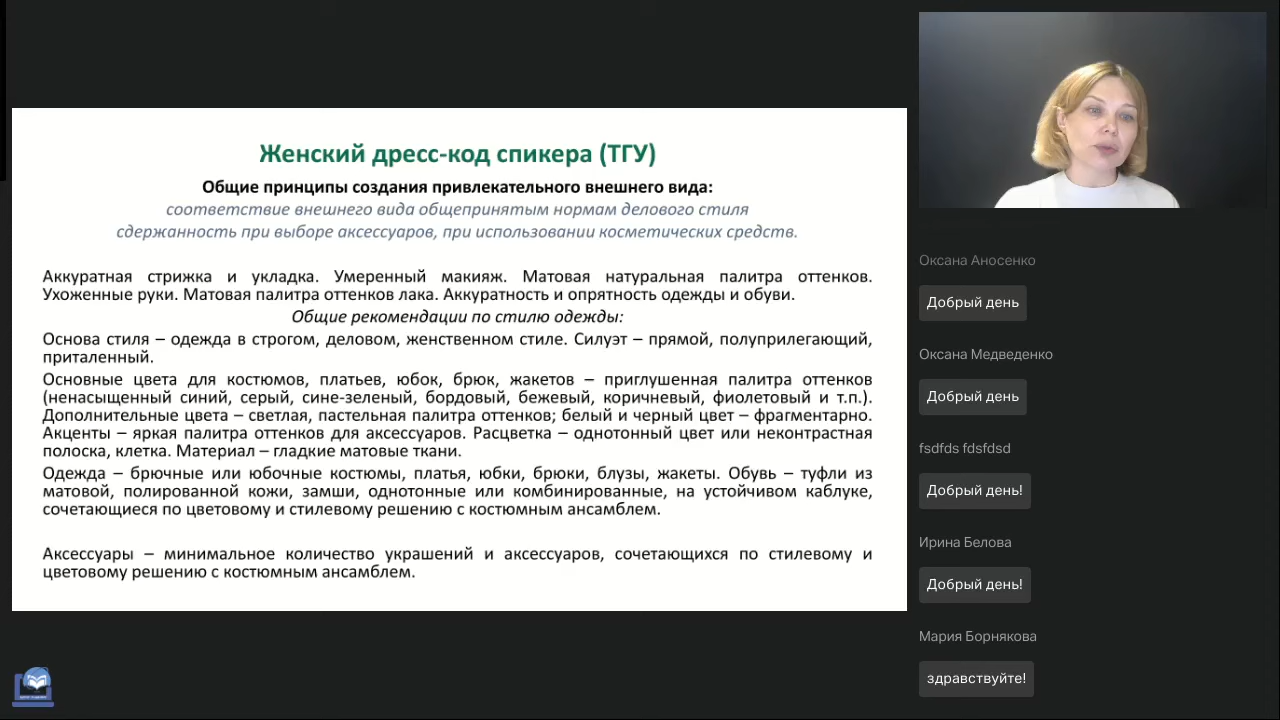 Женский дресс-код спикера (ТГУ)
Общие принципы создания привлекательного внешнего вида:
соответствие внешнего вида общепринятым нормам делового стиля
сдержанность при выборе аксессуаров, при использовании косметических средств.
Аккуратная стрижка и укладка. Умеренный макияж. Матовая натуральная палитра оттенков.
Ухоженные руки. Матовая палитра оттенков лака. Аккуратность и опрятность одежды и обуви.
Общие рекомендации по стилю одежды:
Основа стиля – одежда в строгом, деловом, женственном стиле. Силуэт – прямой, полуприлегающий,
приталенный.
Основные цвета для костюмов, платьев, юбок, брюк, жакетов – приглушенная палитра оттенков
(ненасыщенный синий, серый, сине-зеленый, бордовый, бежевый, коричневый, фиолетовый и т.п.).
Дополнительные цвета – светлая, пастельная палитра оттенков; белый и черный цвет – фрагментарно.
Акценты – яркая палитра оттенков для аксессуаров. Расцветка – однотонный цвет или неконтрастная
полоска, клетка. Материал – гладкие матовые ткани.
Одежда – брючные или юбочные костюмы, платья, юбки, брюки, блузы, жакеты. Обувь – туфли из
матовой, полированной кожи, замши, однотонные или комбинированные, на устойчивом каблуке,
сочетающиеся по цветовому и стилевому решению с костюмным ансамблем.
Аксессуары – минимальное количество украшений и аксессуаров, сочетающихся по стилевому и
цветовому решению с костюмным ансамблем.
Оксана Аносенко
Добрый день
Оксана Медведенко
Добрый день
fsdfds fdsfdsd
Добрый день!
Ирина Белова
Добрый день!
Мария Борнякова
здравствуйте!